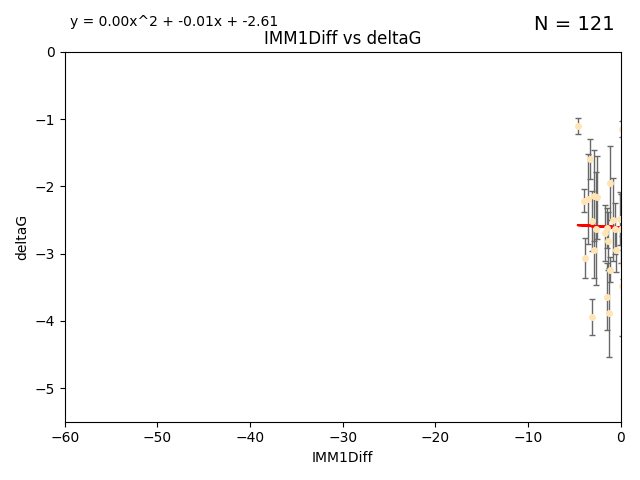 y = 0.00x^2 + -0.01x + -2.61
N = 121
IMM1Diff vs deltaG
0
−1
−2
−3
−4
−5
deltaG
−60 −50 −40 −30 −20 −10 0
IMM1Diff